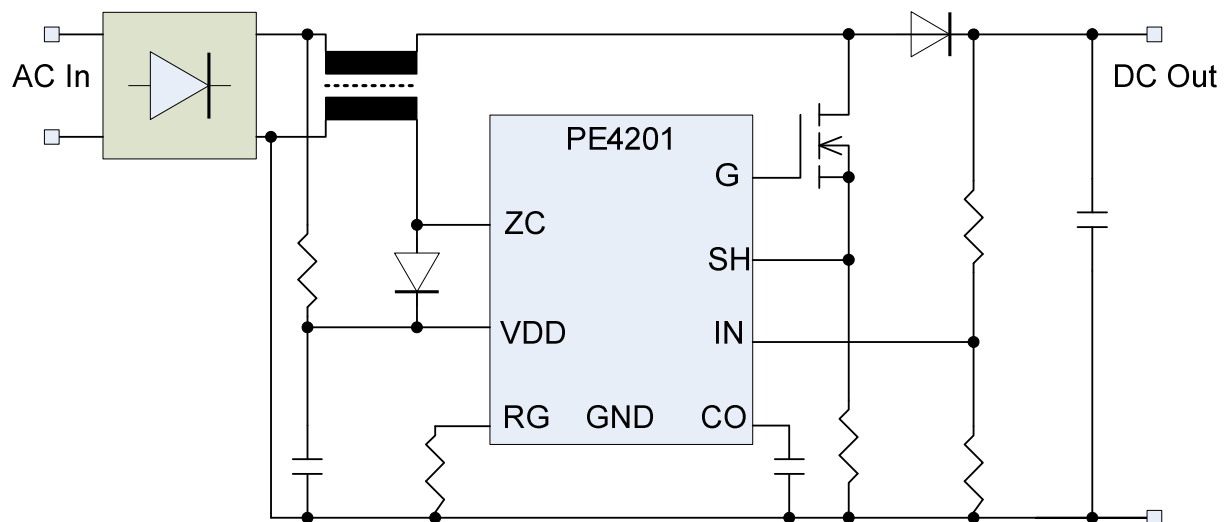 AC In
DC Out
PE4201
G
ZC
SH
VDD
IN
RG
GND
CO